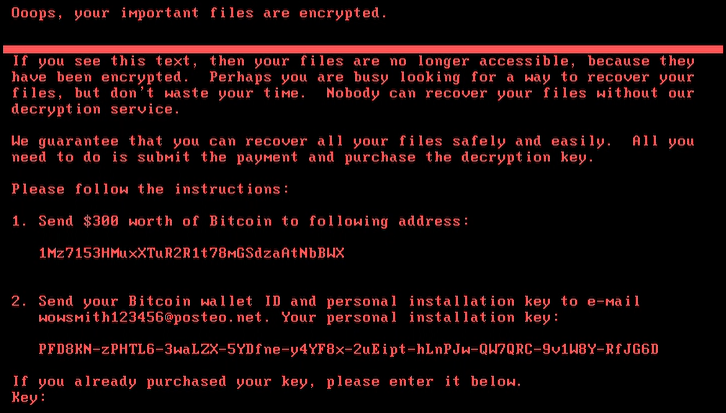 Ooops, your important files are encrypted.
If you see this text, then your files are no longer accessible, because they
have been encrypted.  Perhaps you are busy looking for a way to recover your
files, but don't waste your time.  Nobody can recover your files without our
decryption service.
We guarantee that you can recover all your files safely and easily.  All you
need to do is submit the payment and purchase the decryption key.
Please follow the instructions:
1. Send $300 worth of Bitcoin to following address:
1Mz7153HMuxXTuR2R1t78mGSdzaAtNbBWX
2. Send your Bitcoin wallet ID and personal installation key to e-mail
wowsmith123456@posteo.net. Your personal installation key:
PFD8KN-zPHTL6-3waLZX-5YDfne-y4YF8x-2uEipt-hLnPJw-QW7QRC-9v1W8Y-RfJG6D
If you already purchased your key, please enter it below.
Key: